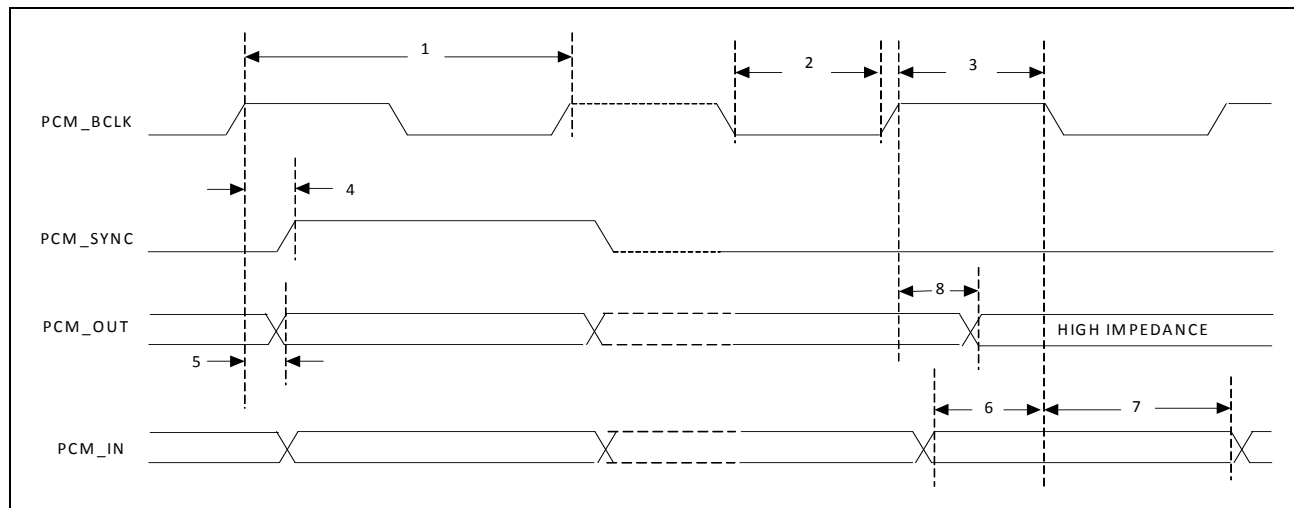 1
2
3
PCM_BCLK
4
PCM_SYNC
8
PCM_OUT
HIGH IMPEDANCE
5
6
7
PCM_IN